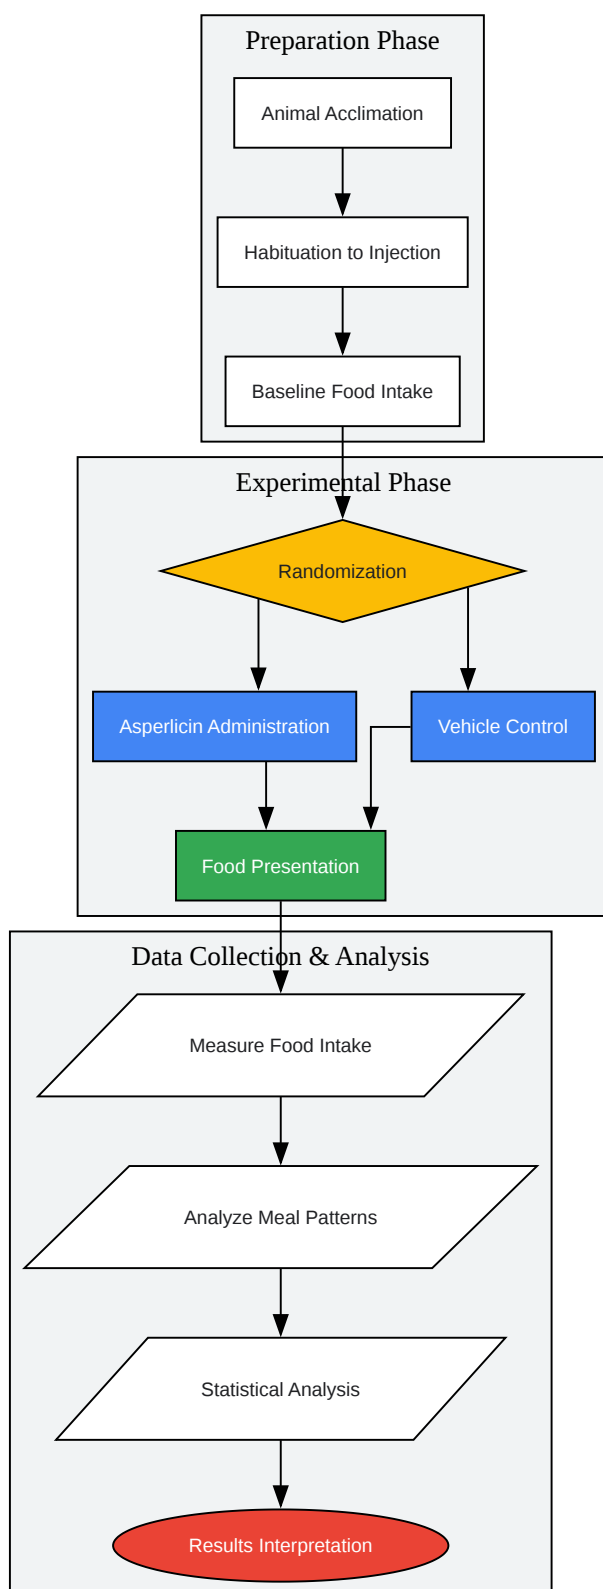 Preparation Phase
Animal Acclimation
Habituation to Injection
Baseline Food Intake
Experimental Phase
Randomization
Asperlicin Administration
Vehicle Control
Food Presentation
Data Collection & Analysis
Measure Food Intake
Analyze Meal Patterns
Statistical Analysis
Results Interpretation